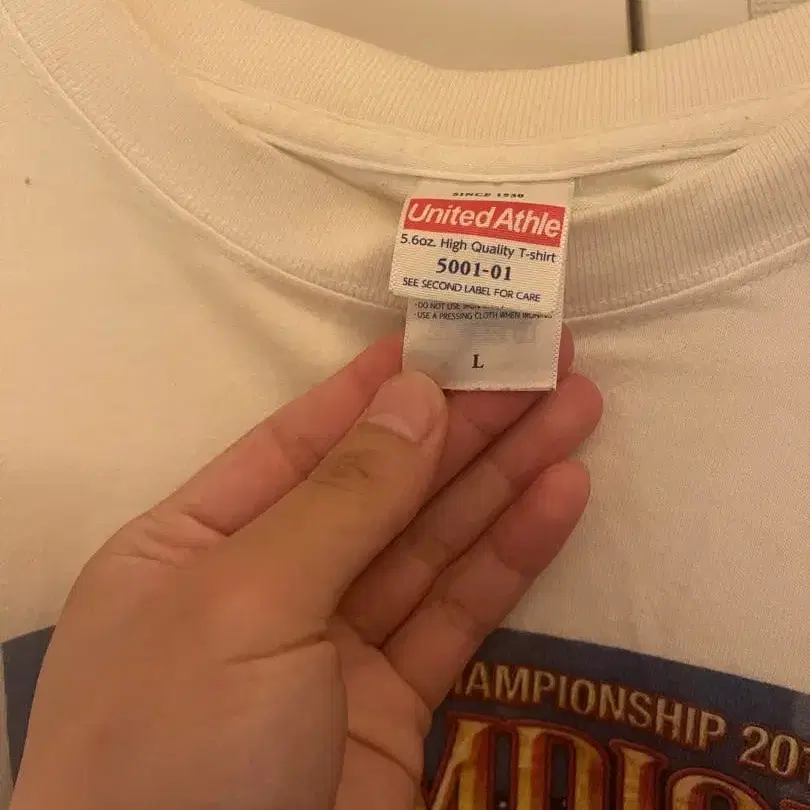 SINCE 1930
United Athle
5.6oz. High Quality T-shirt
5001-01
SEE SECOND LABEL FOR CARE
·DO NOT USE
·USE A PRESSING CLOTH WHEN IRONING
L
AMPIONSHIP 20